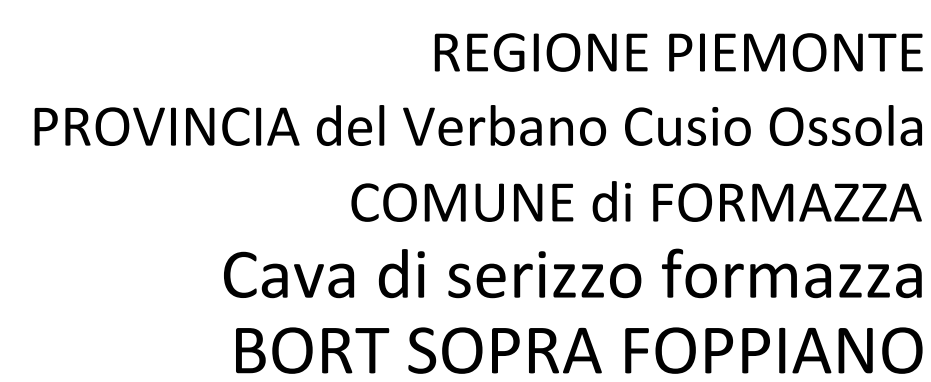 REGIONE PIEMONTE
PROVINCIA del Verbano Cusio Ossola
COMUNE di FORMAZZA
Cava di serizzo formazza
BORT SOPRA FOPPIANO